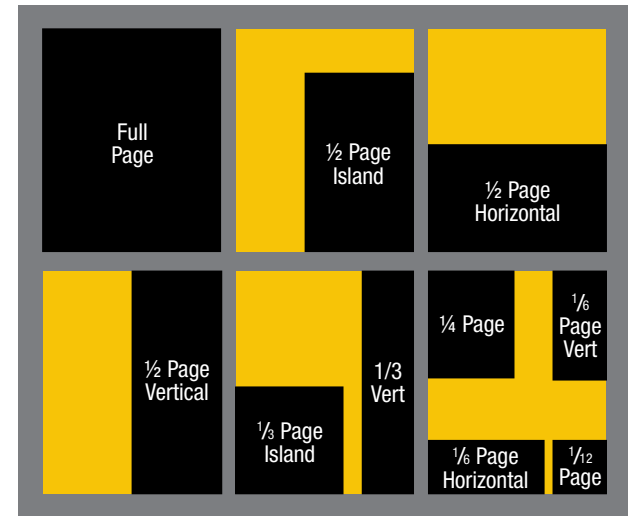 Full
Page
½ Page
Island
½ Page
Horizontal
½ Page
Vertical
⅓ Page
Island
1/3
Vert
¼ Page
⅙
Page
Vert
⅙ Page
Horizontal
1/12
Page